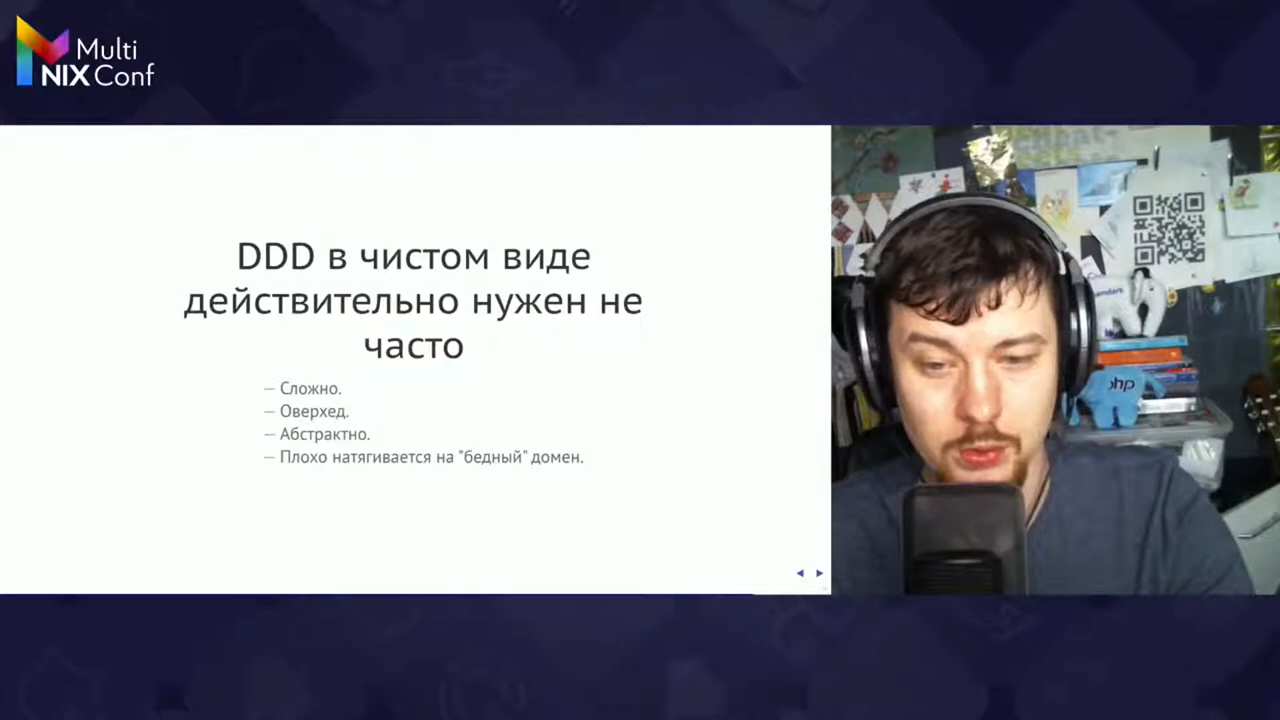 Multi
NIX Conf
DDD в чистом виде
действительно нужен не
часто
— Сложно.
— Оверхед.
— Абстрактно.
— Плохо натягивается на "бедный" домен.
php